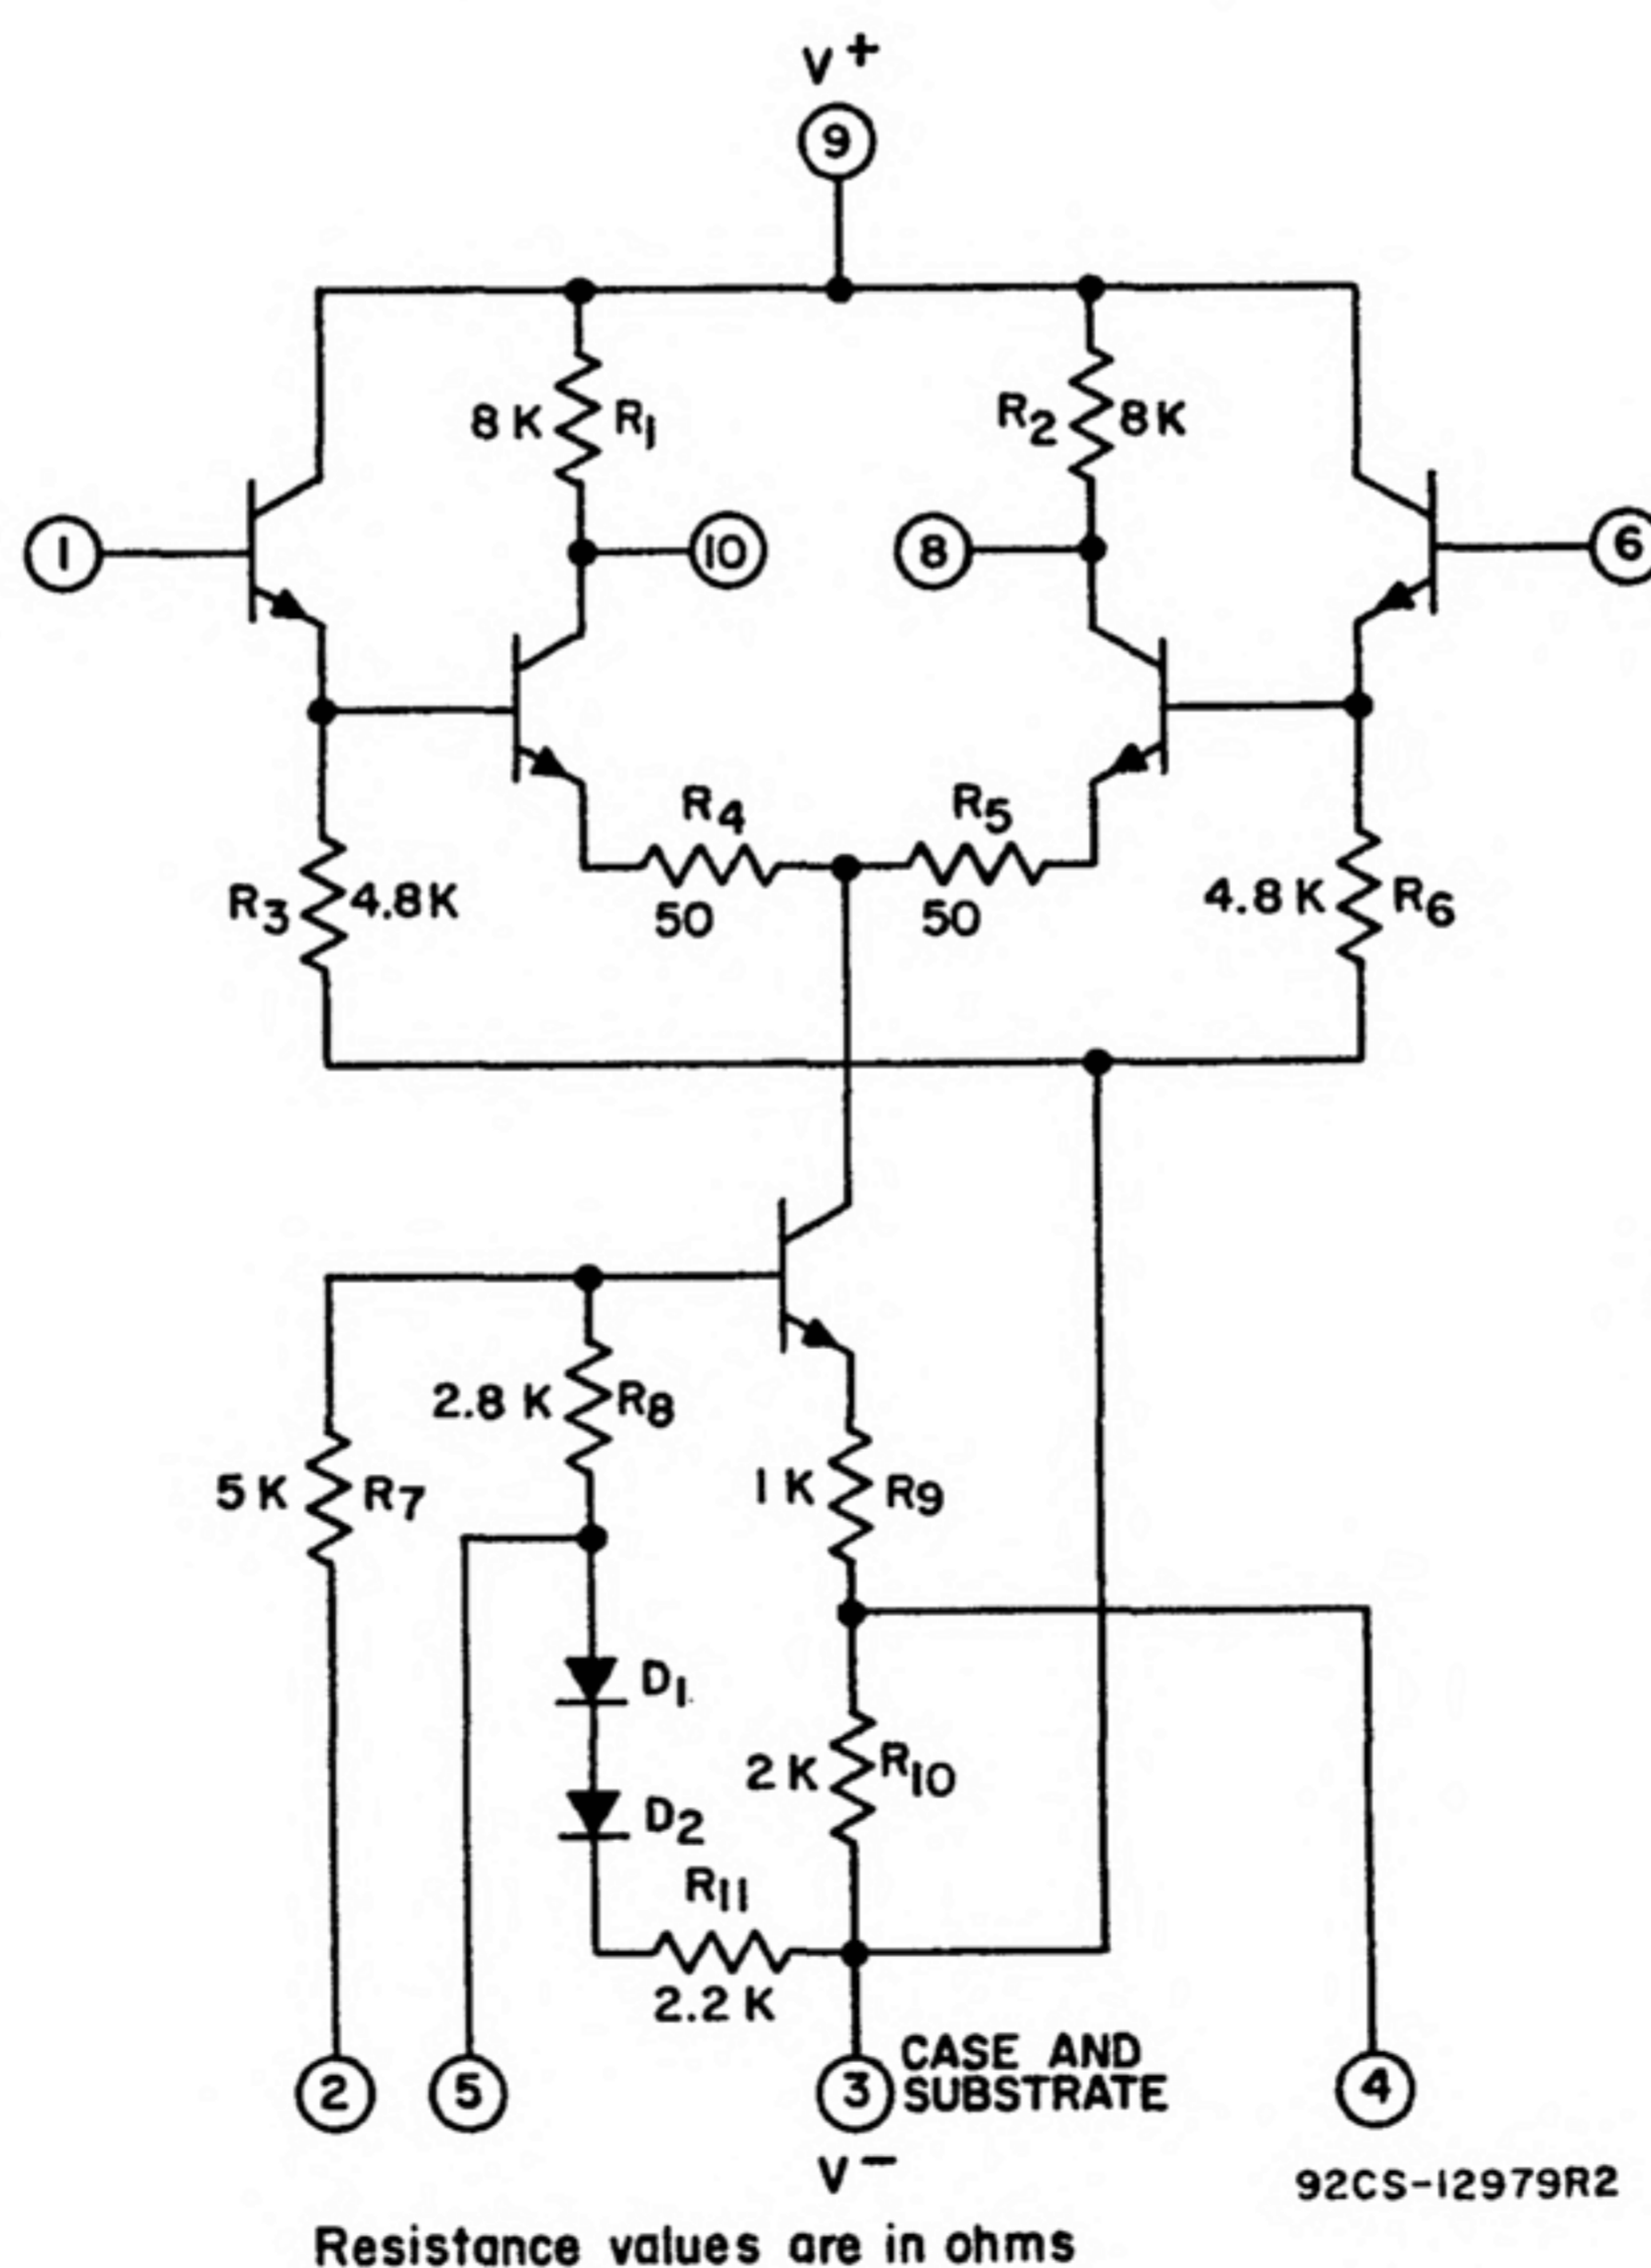 V+
9
8 K R1
R2 8K
1
10
8
6
R4
R5
R3 4.8K
50
50
4.8 K R6
2.8 K R8
5 K R7
1 K R9
D1
2 K R10
D2
R11
2.2 K
2
5
3
CASE AND
SUBSTRATE
4
V-
92CS-12979R2
Resistance values are in ohms